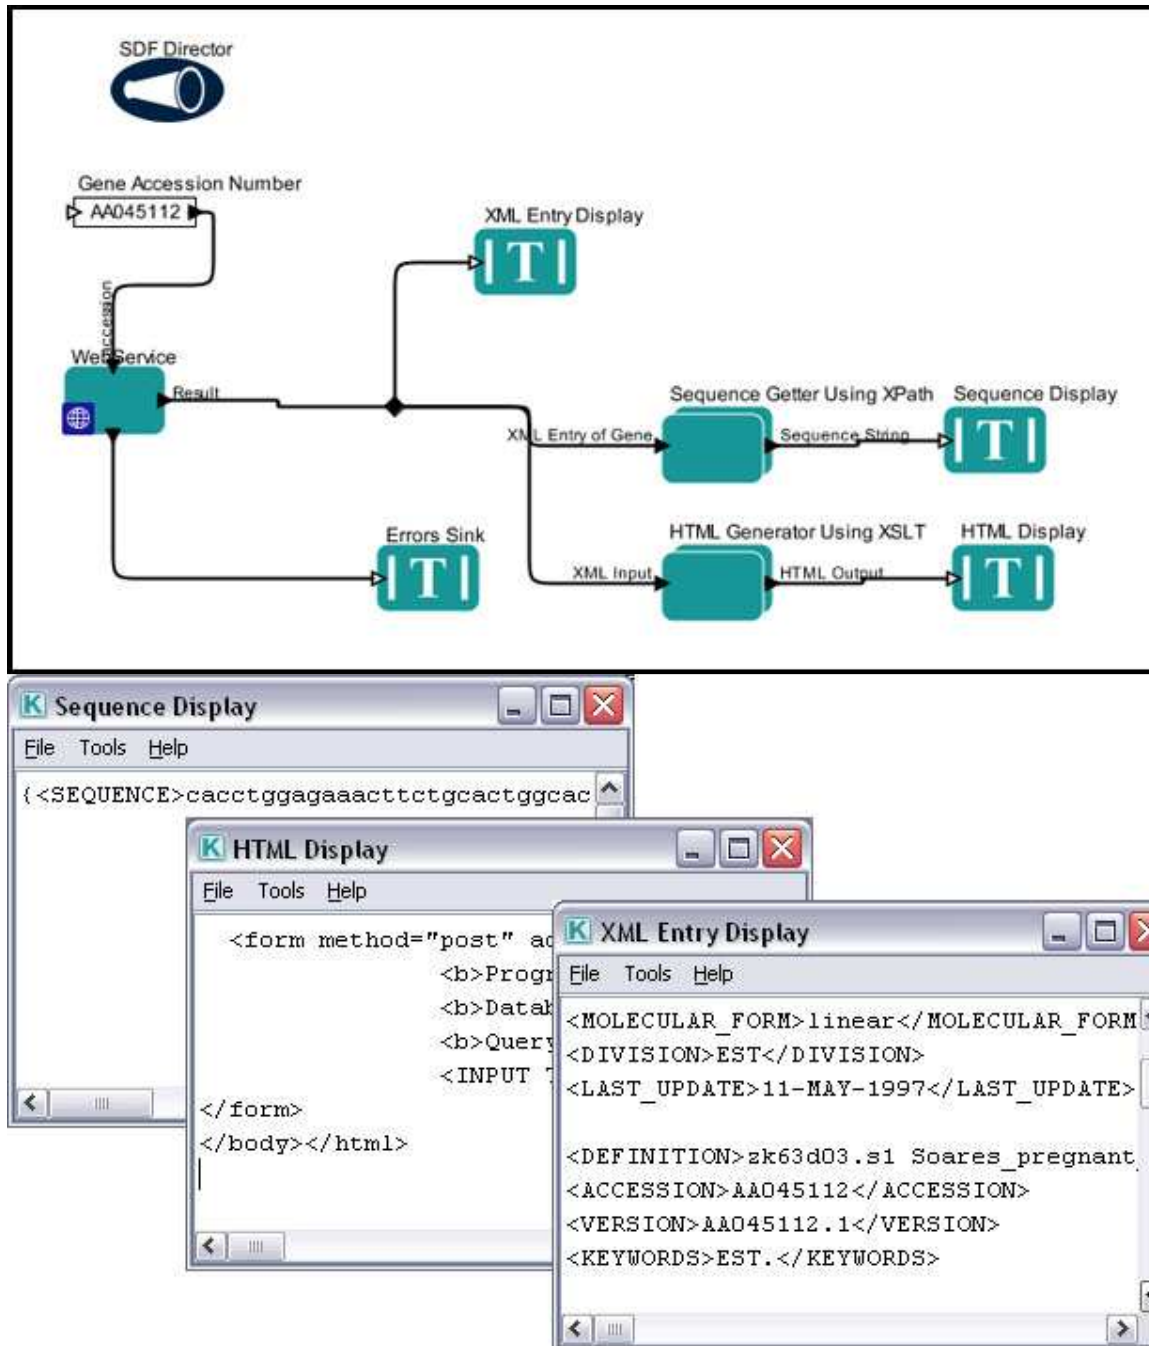 SDF Director
Gene Accession Number
AA045112
XML Entry Display
T
accession
WebService
Result
Sequence Getter Using XPath
Sequence Display
XML Entry of Gene
Sequence String
T
Errors Sink
HTML Generator Using XSLT
HTML Display
T
XML Input
HTML Output
T
K Sequence Display
File Tools Help
{<SEQUENCE>cacctggagaaacttctgcactggcac
K HTML Display
File Tools Help
<form method="post" ac
<b>Progr
<b>Datab
<b>Query
<INPUT T
</form>
</body></html>
K XML Entry Display
File Tools Help
<MOLECULAR_FORM>linear</MOLECULAR_FORM
<DIVISION>EST</DIVISION>
<LAST_UPDATE>11-MAY-1997</LAST_UPDATE>
<DEFINITION>zk63d03.s1 Soares_pregnant_
<ACCESSION>AA045112</ACCESSION>
<VERSION>AA045112.1</VERSION>
<KEYWORDS>EST.</KEYWORDS>